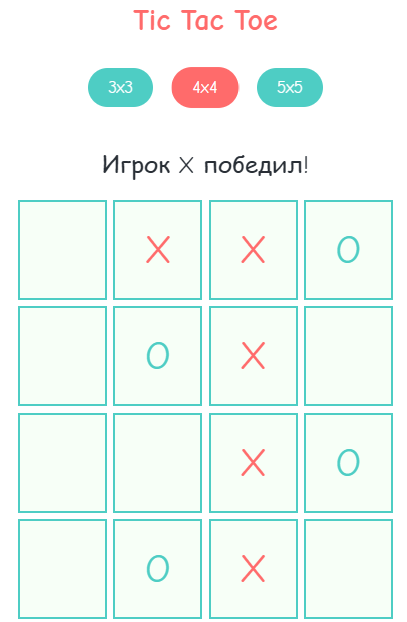 Tic Tac Toe
3x3 4x4 5x5
Игрок X победил!
X X O
O X
X O
O X